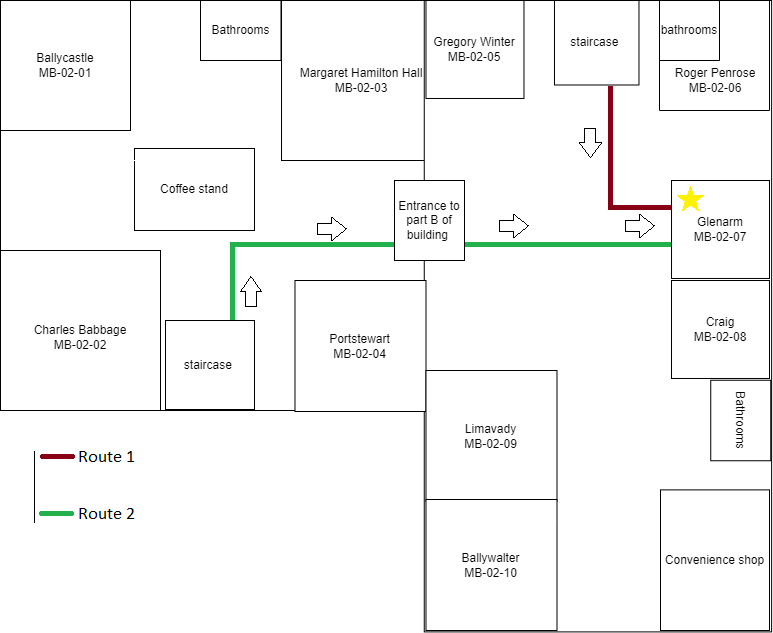 Ballycastle
MB-02-01
Bathrooms
Margaret Hamilton Hall
MB-02-03
Gregory Winter
MB-02-05
staircase
bathrooms
Roger Penrose
MB-02-06
Coffee stand
Entrance to
part B of
building
Glenarm
MB-02-07
Charles Babbage
MB-02-02
staircase
Portstewart
MB-02-04
Craig
MB-02-08
Bathrooms
Limavady
MB-02-09
Ballywalter
MB-02-10
Convenience shop
Route 1
Route 2